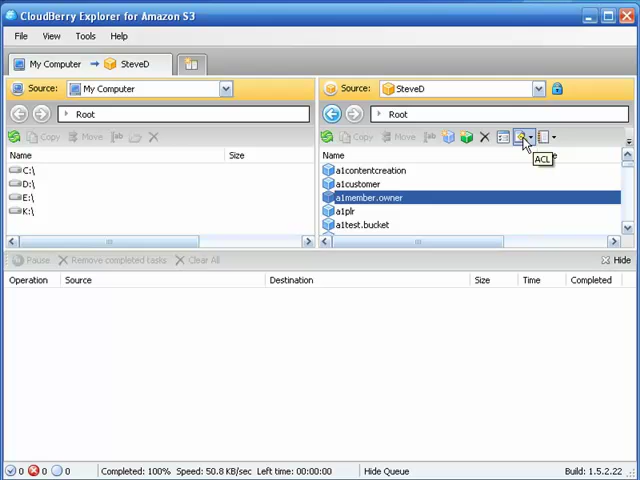 CloudBerry Explorer for Amazon S3
File View Tools Help
My Computer SteveD
Source: My Computer Source: SteveD
Root Root
Copy Move Copy Move
ACL
Name Size Name
C:\ a1contentcreation
D:\ a1customer
E:\ a1member.owner
K:\ a1plr
a1test.bucket
Pause Remove completed tasks Clear All Hide
Operation Source Destination Size Time Completed
0 0 0 Completed: 100% Speed: 50.8 KB/sec Left time: 00:00:00 Hide Queue Build: 1.5.2.22